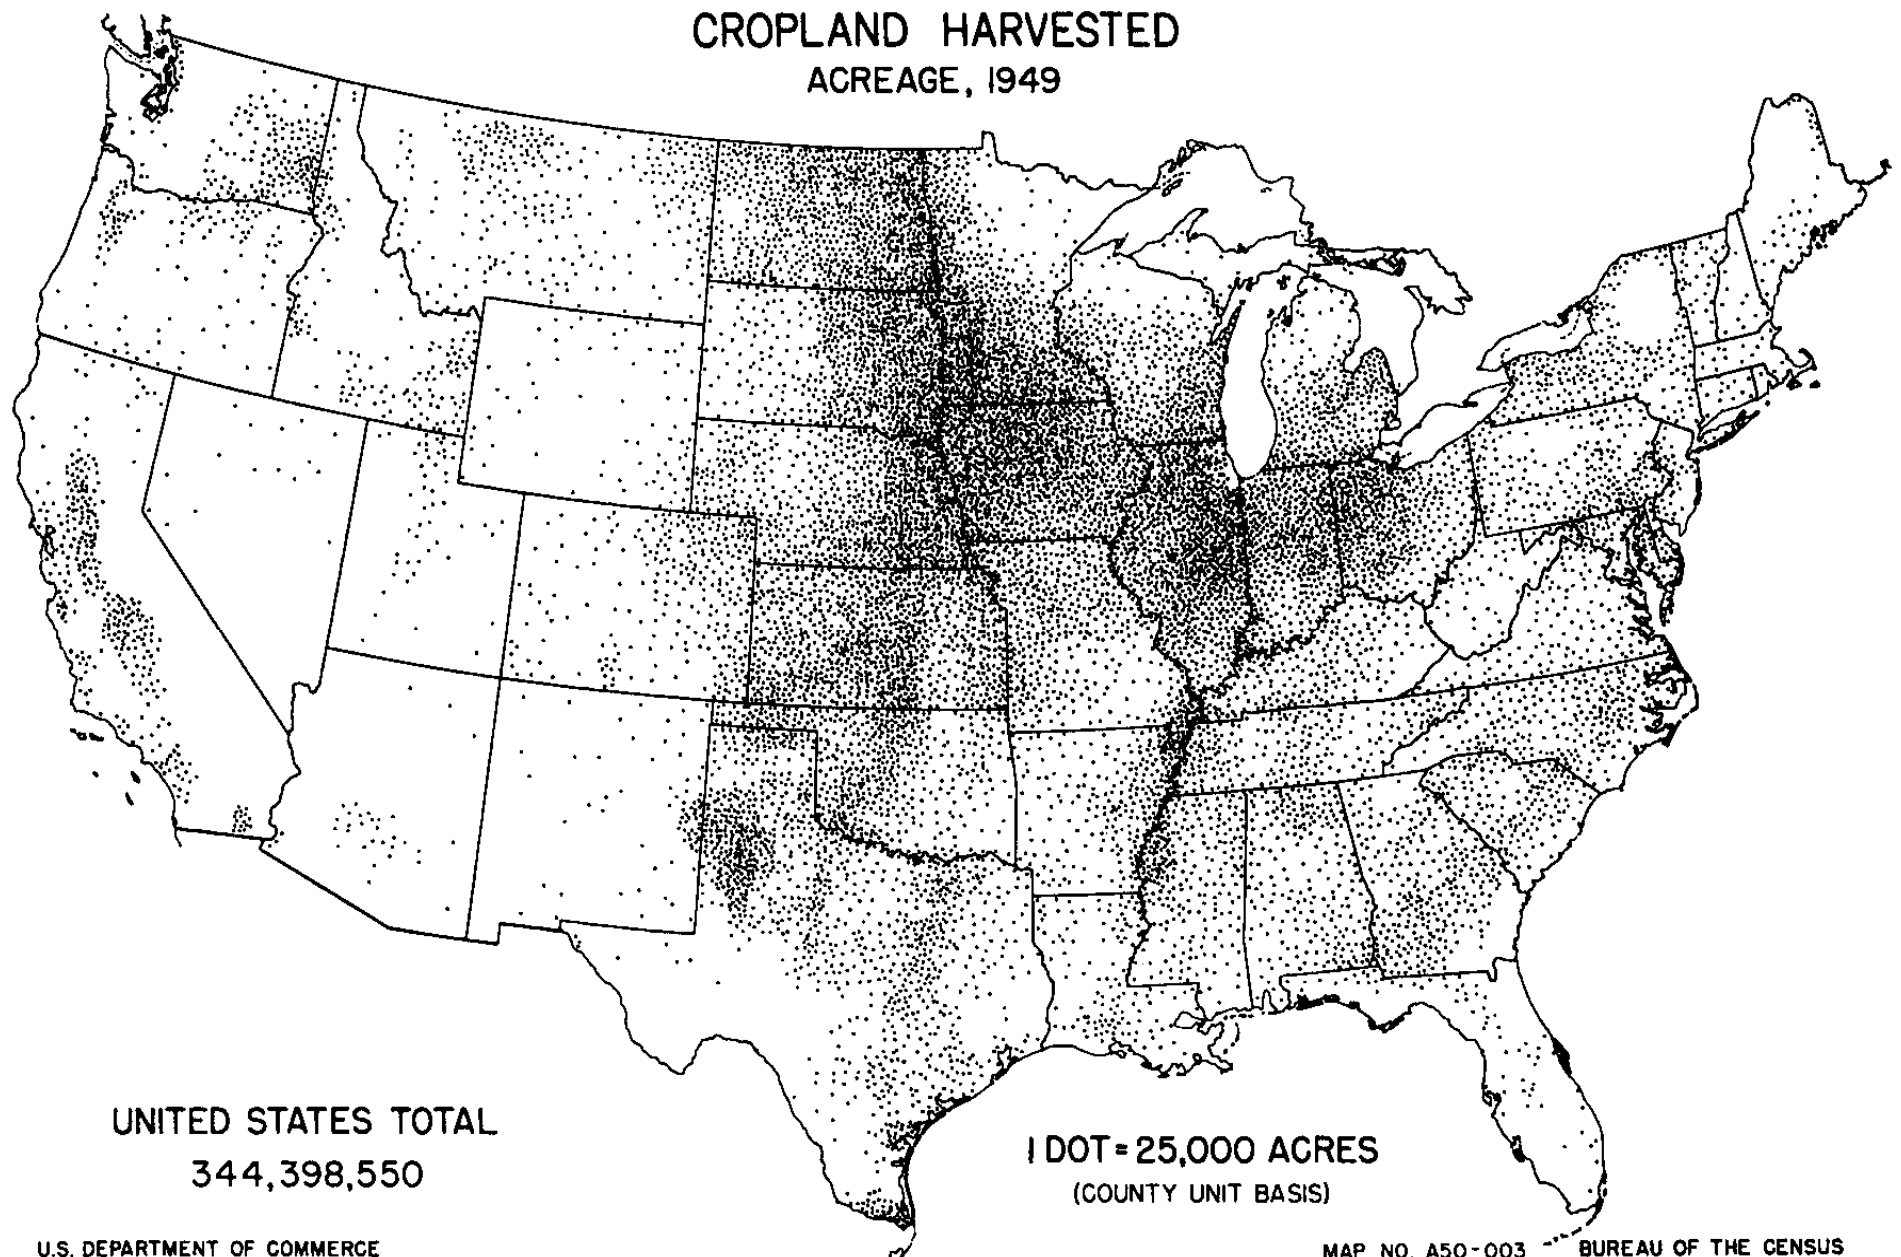 CROPLAND HARVESTED
ACREAGE, 1949
UNITED STATES TOTAL
344,398,550
1 DOT = 25,000 ACRES
(COUNTY UNIT BASIS)
U.S. DEPARTMENT OF COMMERCE
MAP NO. A50-003
BUREAU OF THE CENSUS